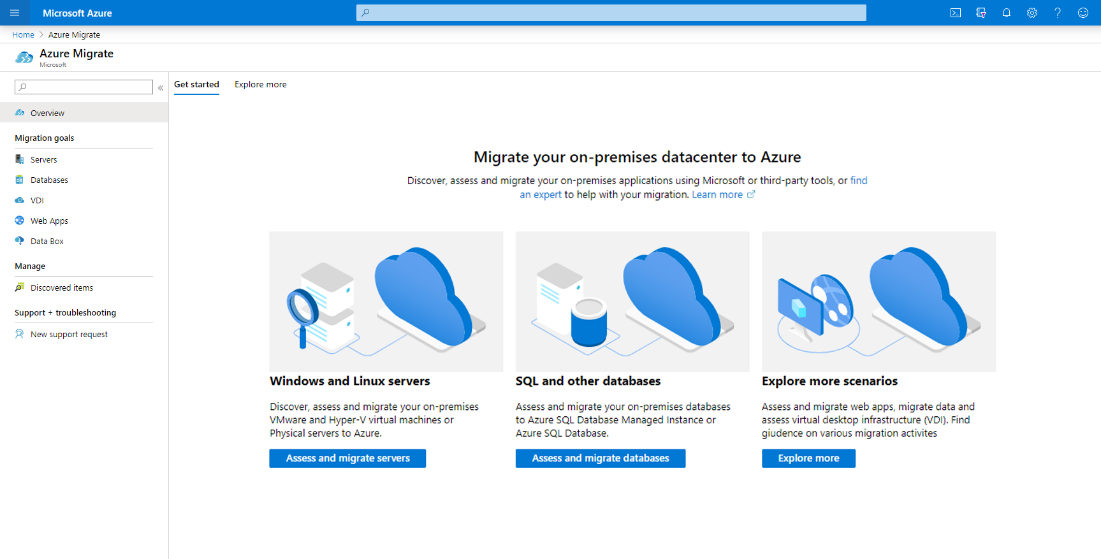 Microsoft Azure
Home > Azure Migrate
Azure Migrate
Microsoft
«
Get started
Explore more
Overview
Migration goals
Servers
Databases
VDI
Web Apps
Data Box
Manage
Discovered items
Support + troubleshooting
New support request
Migrate your on-premises datacenter to Azure
Discover, assess and migrate your on-premises applications using Microsoft or third-party tools, or find
an expert to help with your migration. Learn more
Windows and Linux servers
Discover, assess and migrate your on-premises
VMware and Hyper-V virtual machines or
Physical servers to Azure.
Assess and migrate servers
SQL and other databases
Assess and migrate your on-premises databases
to Azure SQL Database Managed Instance or
Azure SQL Database.
Assess and migrate databases
Explore more scenarios
Assess and migrate web apps, migrate data and
assess virtual desktop infrastructure (VDI). Find
giudence on various migration activites
Explore more